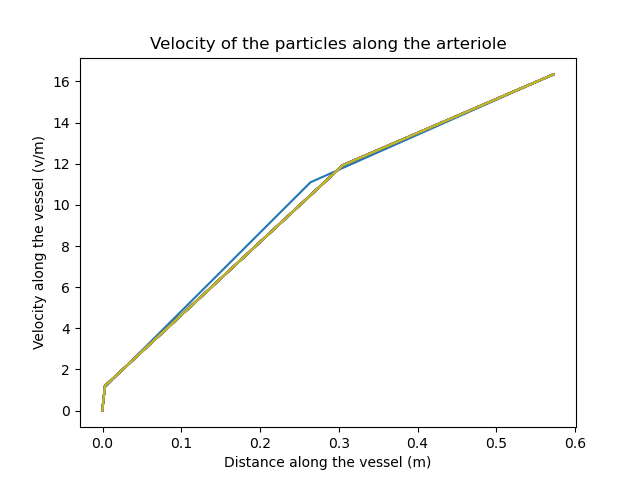 Velocity of the particles along the arteriole
Velocity along the vessel (v/m)
16
14
12
10
8
6
4
2
0
0.0 0.1 0.2 0.3 0.4 0.5 0.6
Distance along the vessel (m)